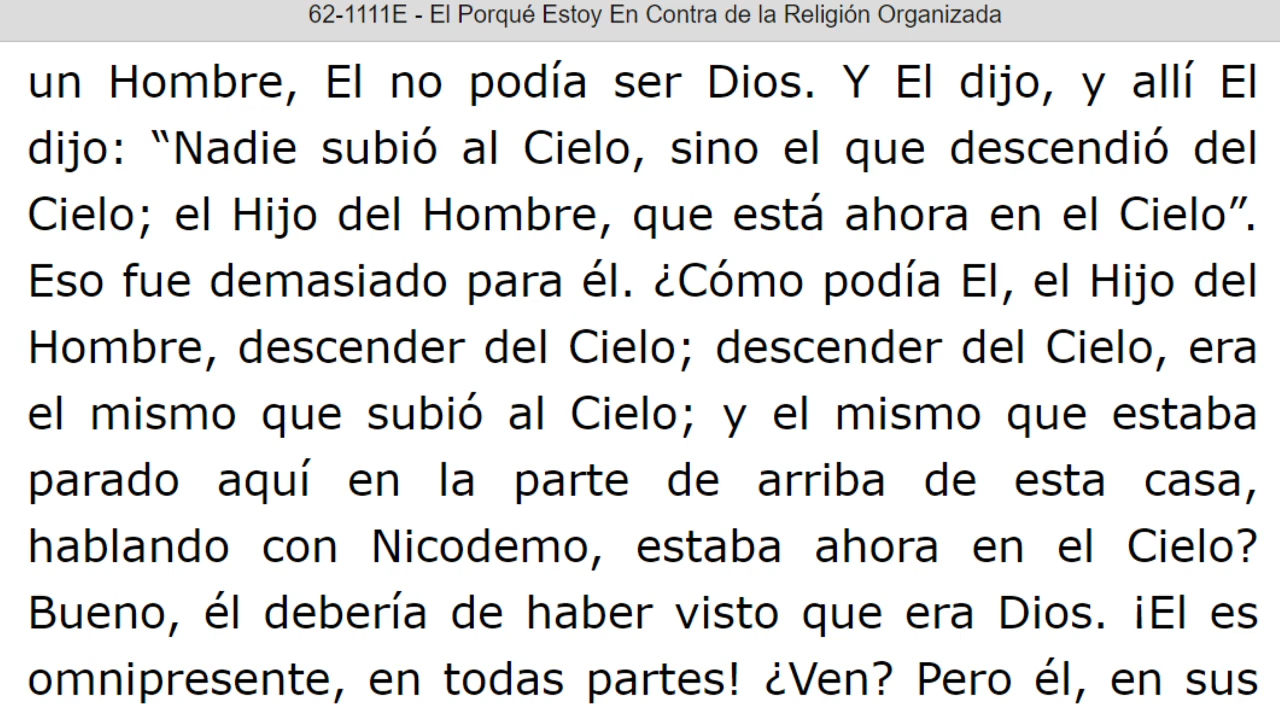 62-1111E - El Porqué Estoy En Contra de la Religión Organizada
un Hombre, El no podía ser Dios. Y El dijo, y allí El
dijo: “Nadie subió al Cielo, sino el que descendió del
Cielo; el Hijo del Hombre, que está ahora en el Cielo”.
Eso fue demasiado para él. ¿Cómo podía El, el Hijo del
Hombre, descender del Cielo; descender del Cielo, era
el mismo que subió al Cielo; y el mismo que estaba
parado aquí en la parte de arriba de esta casa,
hablando con Nicodemo, estaba ahora en el Cielo?
Bueno, él debería de haber visto que era Dios. ¡El es
omnipresente, en todas partes! ¿Ven? Pero él, en sus